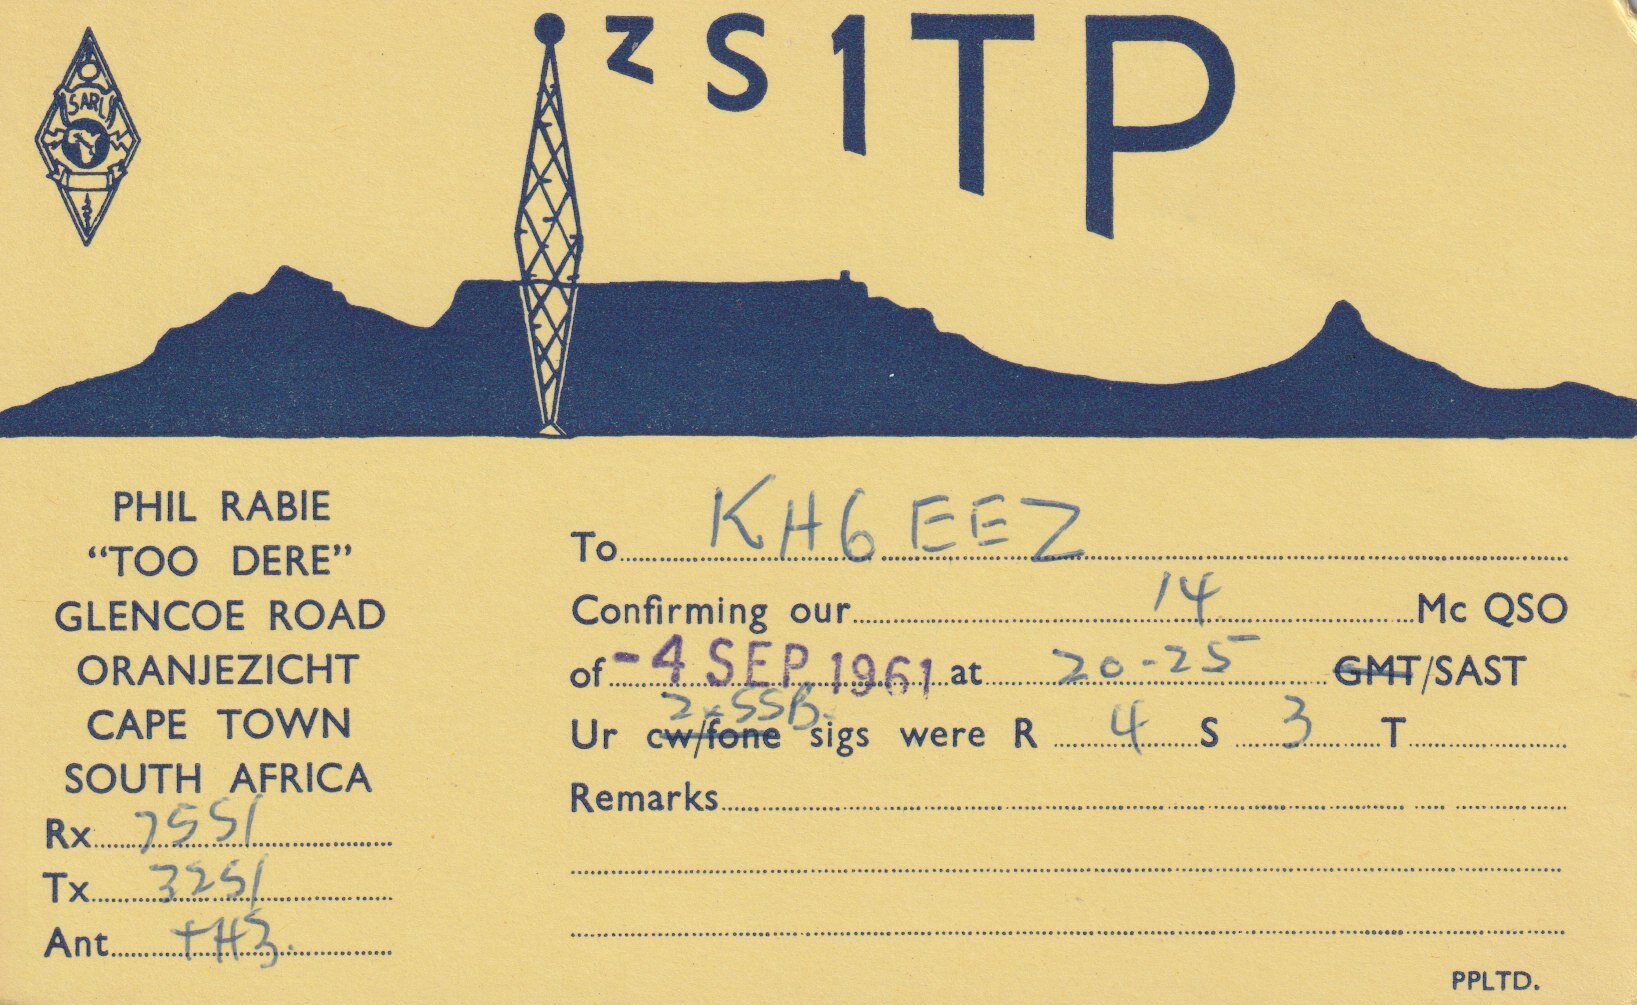 ZS1TP
SARL
PHIL RABIE
"TOO DERE"
GLENCOE ROAD
ORANJEZICHT
CAPE TOWN
SOUTH AFRICA
Rx 75S1
Tx 32S1
Ant TH3.
To KH6EEZ
Confirming our 14 Mc QSO
of -4 SEP 1961 at 20-25 GMT/SAST
2xSSB.
Ur cw/fone sigs were R 4 S 3 T
Remarks
PPLTD.